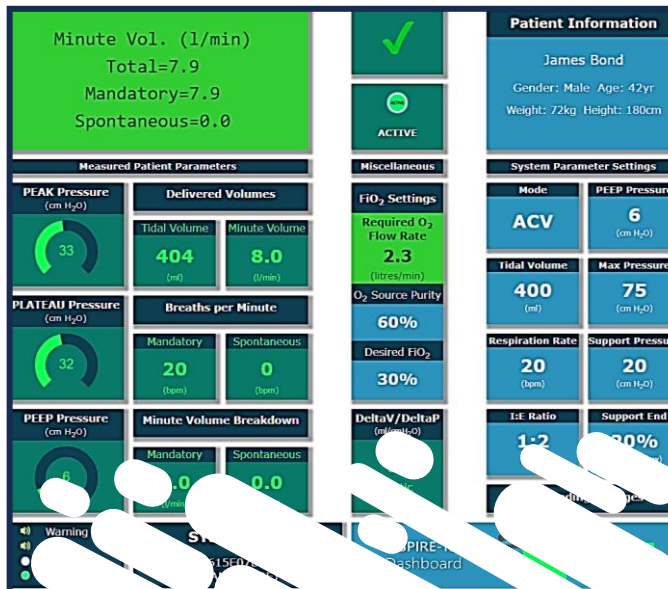 Minute Vol. (l/min)
Total=7.9
Mandatory=7.9
Spontaneous=0.0
ACTIVE
ACTIVE
Patient Information
James Bond
Gender: Male Age: 42yr
Weight: 72kg Height: 180cm
Measured Patient Parameters
Miscellaneous
System Parameter Settings
PEAK Pressure
(cm H₂O)
33
Delivered Volumes
Tidal Volume
404
(ml)
Minute Volume
8.0
(l/min)
PLATEAU Pressure
(cm H₂O)
32
Breaths per Minute
Mandatory
20
(bpm)
Spontaneous
0
(bpm)
PEEP Pressure
(cm H₂O)
6
Minute Volume Breakdown
Mandatory
.0
(l/min)
Spontaneous
0.0
FiO₂ Settings
Required O₂
Flow Rate
2.3
(litres/min)
O₂ Source Purity
60%
Desired FiO₂
30%
DeltaV/DeltaP
Mode
ACV
PEEP Pressure
6
(cm H₂O)
Tidal Volume
400
(ml)
Max Pressure
75
(cm H₂O)
Respiration Rate
20
(bpm)
Support Pressu
20
(cm H₂O)
I:E Ratio
1:2
Support End
Warning
Dashboard